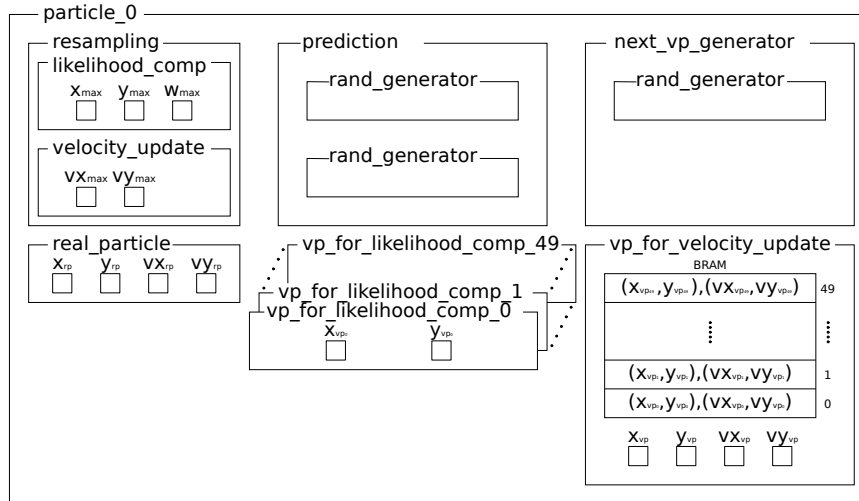 particle_0
resampling
likelihood_comp
xmax ymax wmax
velocity_update
vxmax vymax
prediction
rand_generator
rand_generator
next_vp_generator
rand_generator
real_particle
xrp yrp vxrp vyrp
vp_for_likelihood_comp_49
vp_for_likelihood_comp_1
vp_for_likelihood_comp_0
xvp₀ yvp₀
vp_for_velocity_update
BRAM
(xvp₄₉,yvp₄₉),(vxvp₄₉,vyvp₄₉) 49
(xvp₁,yvp₁),(vxvp₁,vyvp₁) 1
(xvp₀,yvp₀),(vxvp₀,vyvp₀) 0
xvp yvp vxvp vyvp